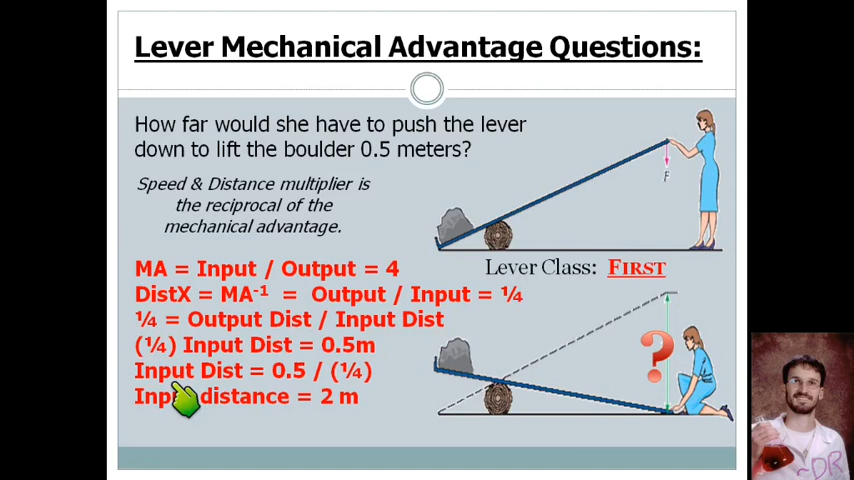 Lever Mechanical Advantage Questions:
How far would she have to push the lever
down to lift the boulder 0.5 meters?
Speed & Distance multiplier is
the reciprocal of the
mechanical advantage.
F
MA = Input / Output = 4
Lever Class: FIRST
DistX = MA⁻¹ = Output / Input = ¼
¼ = Output Dist / Input Dist
(¼) Input Dist = 0.5m
?
Input Dist = 0.5 / (¼)
Input distance = 2 m
~DR